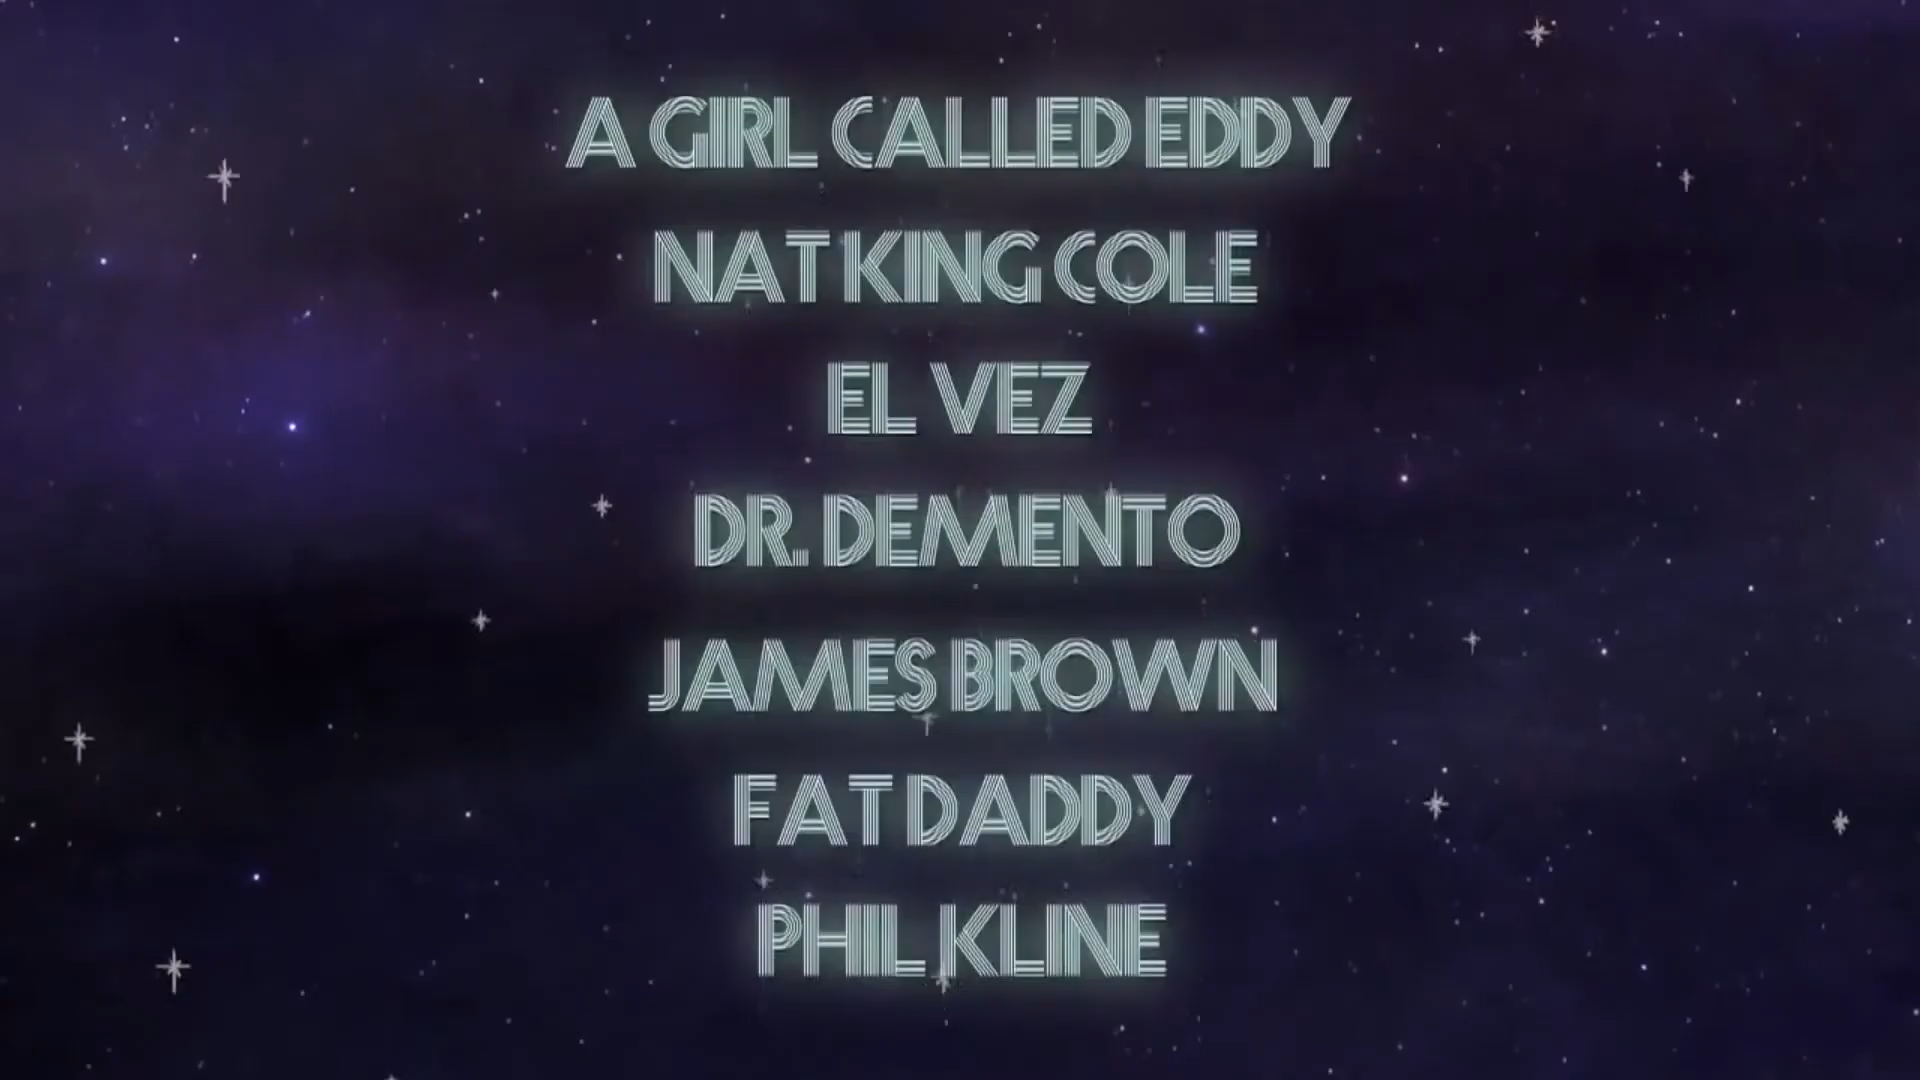 A GIRL CALLED EDDY
NAT KING COLE
EL VEZ
DR. DEMENTO
JAMES BROWN
FAT DADDY
PHIL KLINE